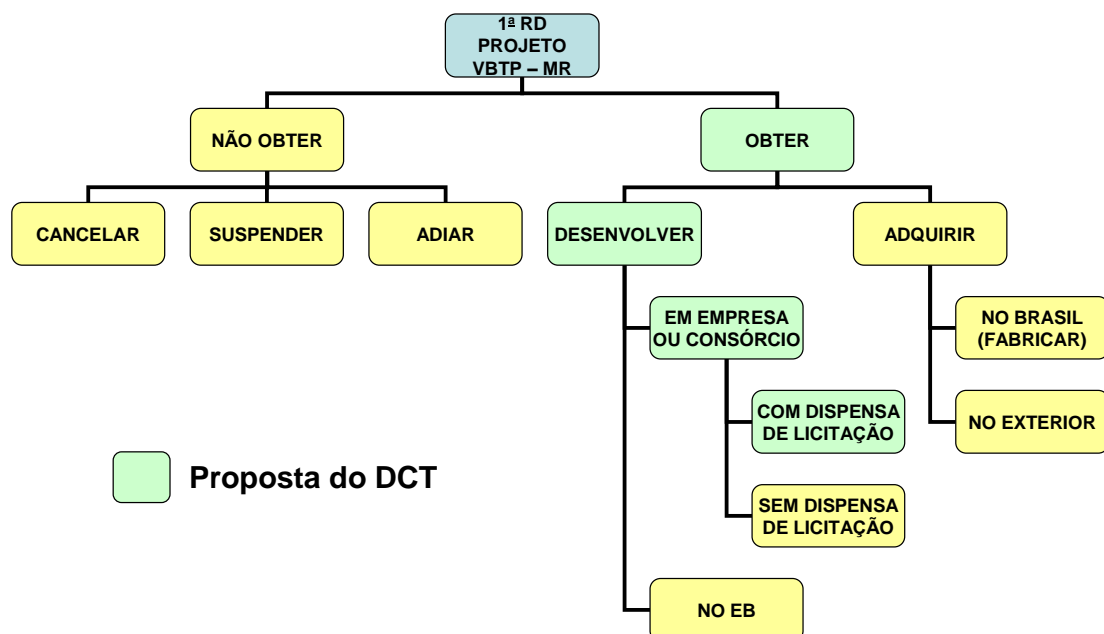 1ª RD
PROJETO
VBTP – MR
NÃO OBTER
OBTER
CANCELAR
SUSPENDER
ADIAR
DESENVOLVER
ADQUIRIR
EM EMPRESA
OU CONSÓRCIO
NO BRASIL
(FABRICAR)
COM DISPENSA
DE LICITAÇÃO
NO EXTERIOR
Proposta do DCT
SEM DISPENSA
DE LICITAÇÃO
NO EB